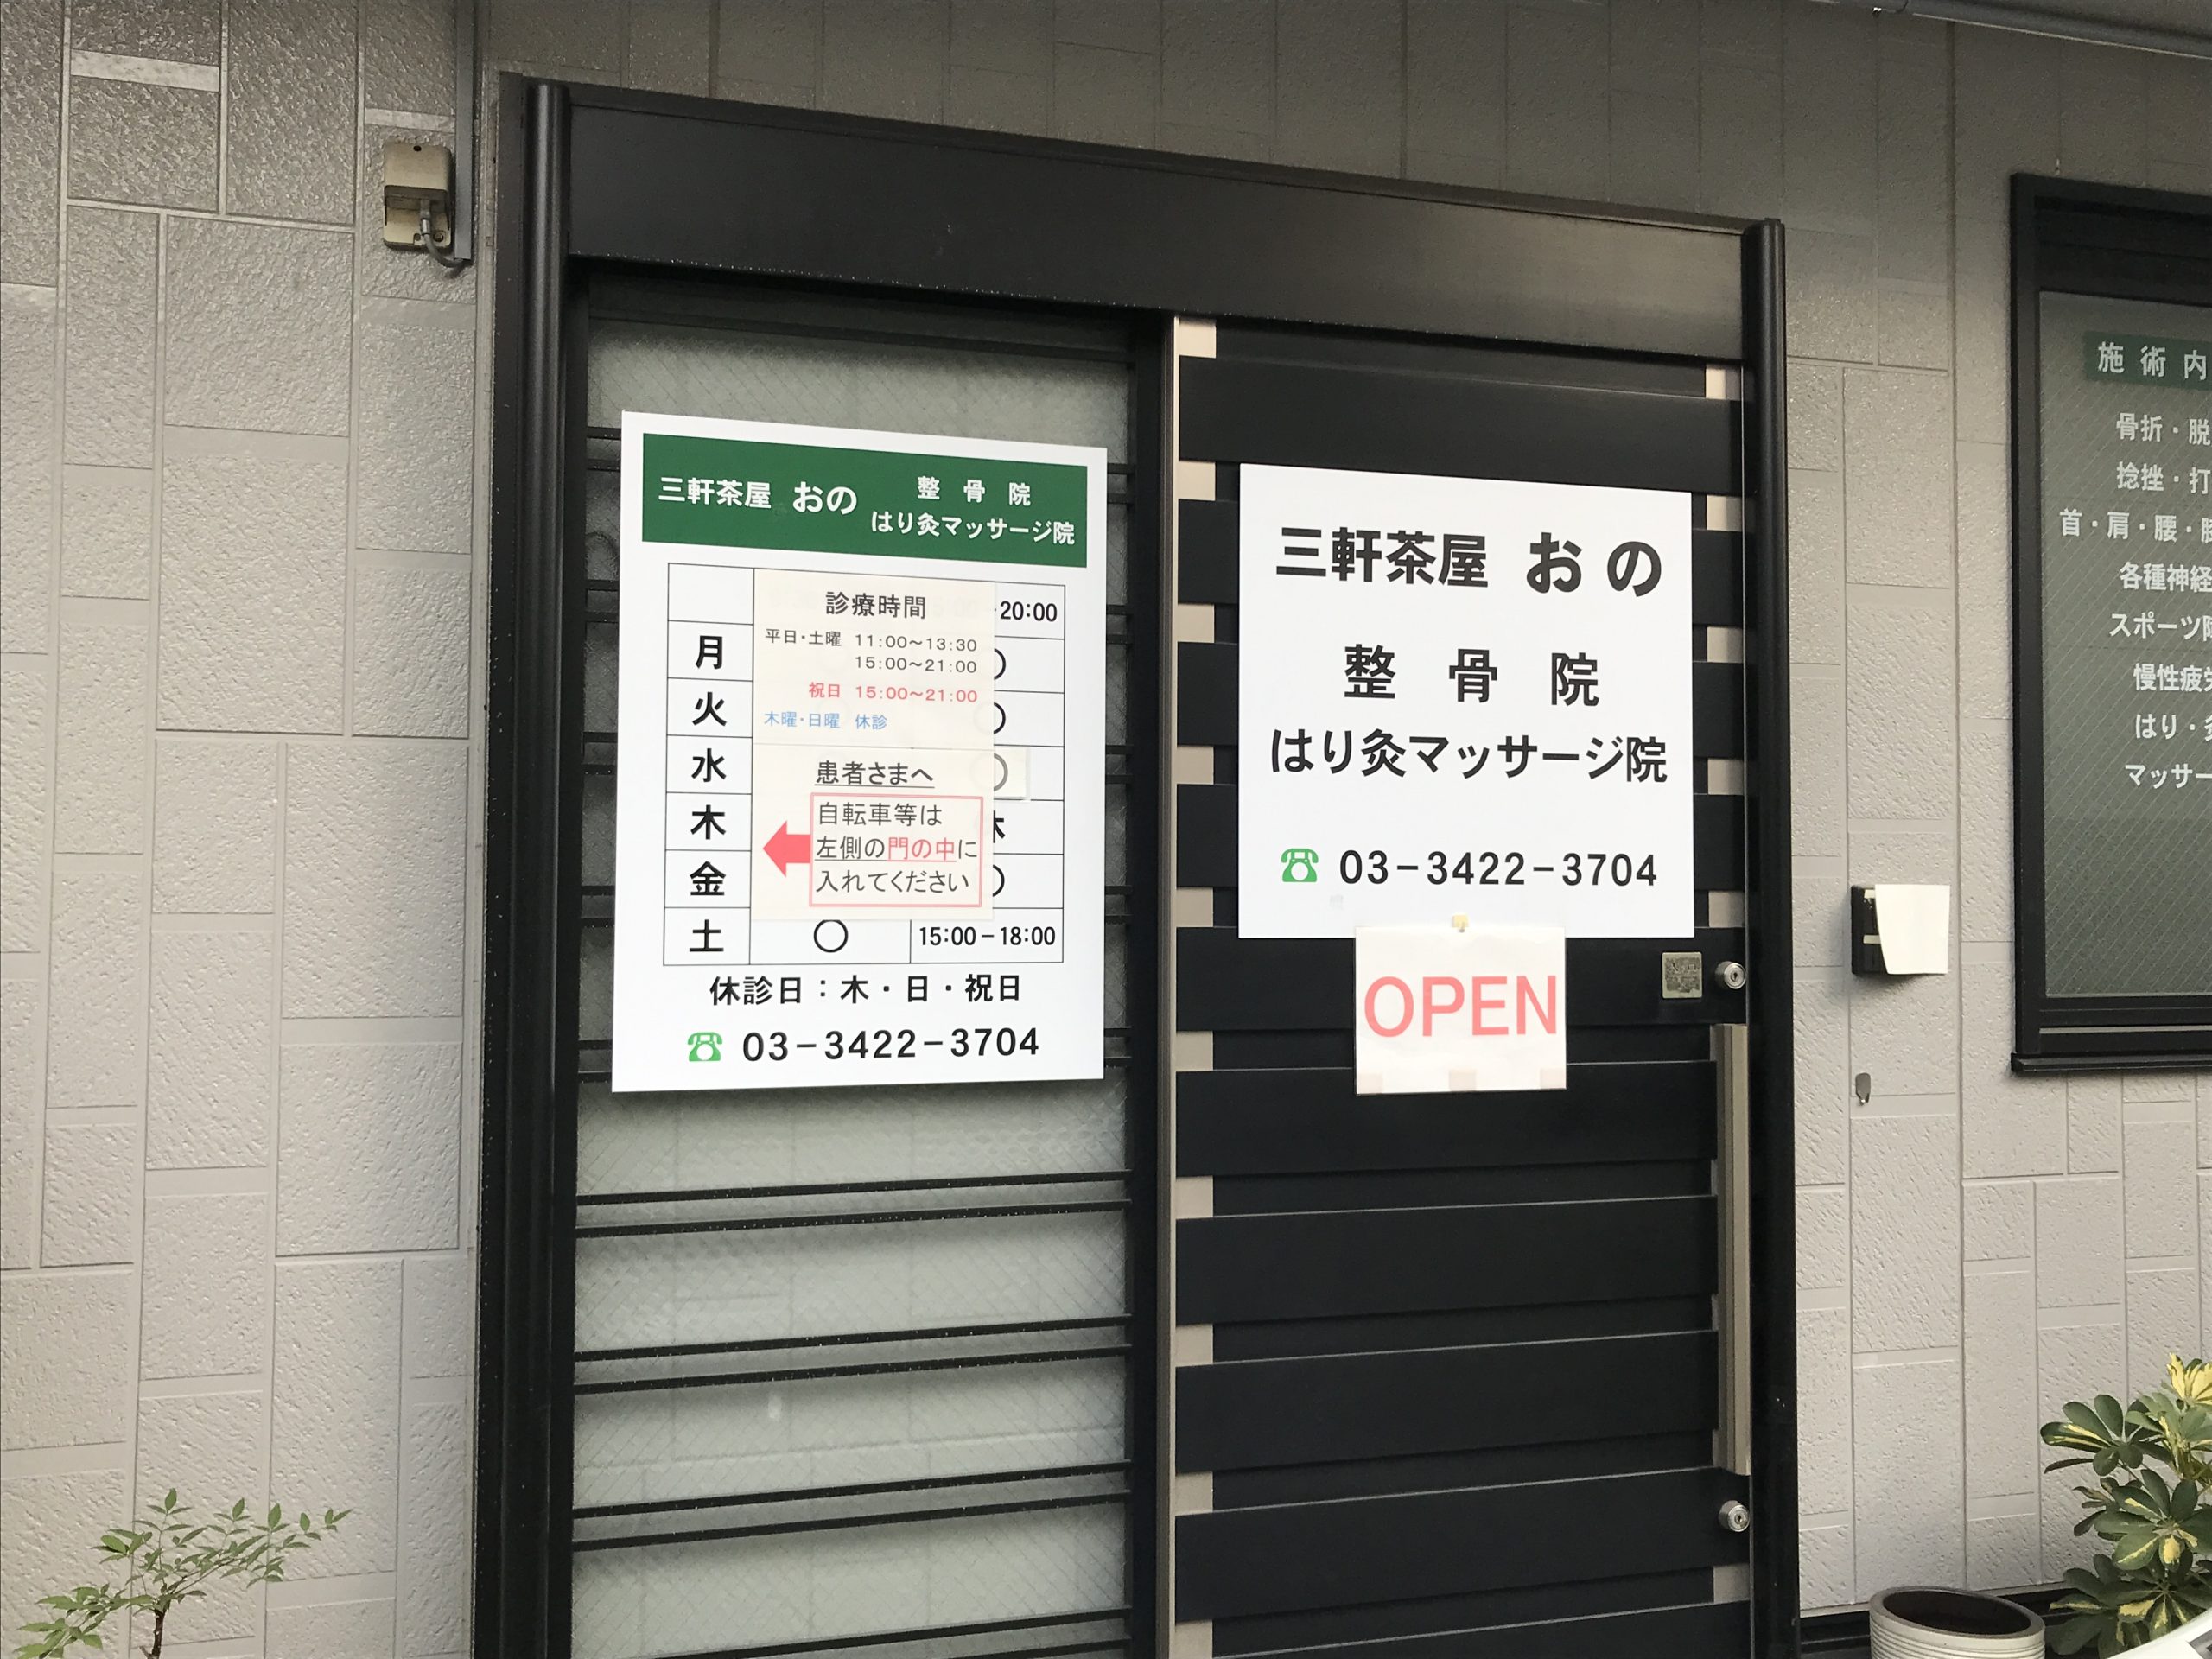 三軒茶屋 おの 整骨院
はり灸マッサージ院
20:00
診療時間
平日・土曜 11:00〜13:30
15:00〜21:00
祝日 15:00〜21:00
木曜・日曜 休診
患者さまへ
自転車等は
左側の門の中に
入れてください
月
火
水
木
金
土 〇 15:00-18:00
休診日：木・日・祝日
03-3422-3704
三軒茶屋 おの
整骨院
はり灸マッサージ院
03-3422-3704
OPEN
施術内
骨折・脱
捻挫・打
首・肩・腰・
各種神経
スポーツ
慢性疲
はり・
マッサー